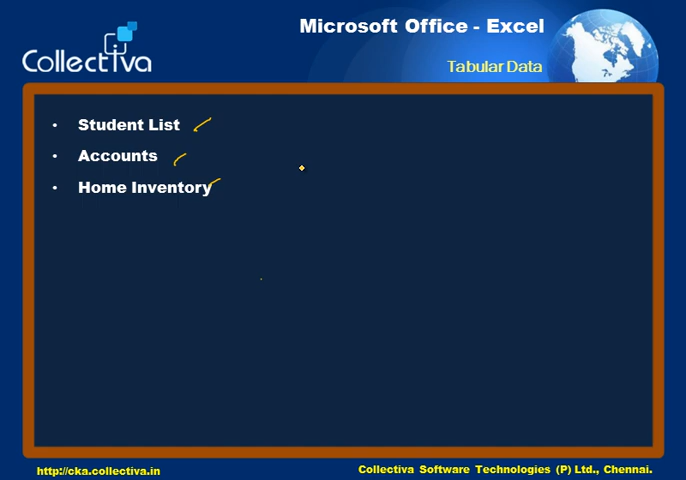 Collectiva
Microsoft Office - Excel
Tabular Data
• Student List
• Accounts
• Home Inventory
http://cka.collectiva.in
Collectiva Software Technologies (P) Ltd., Chennai.